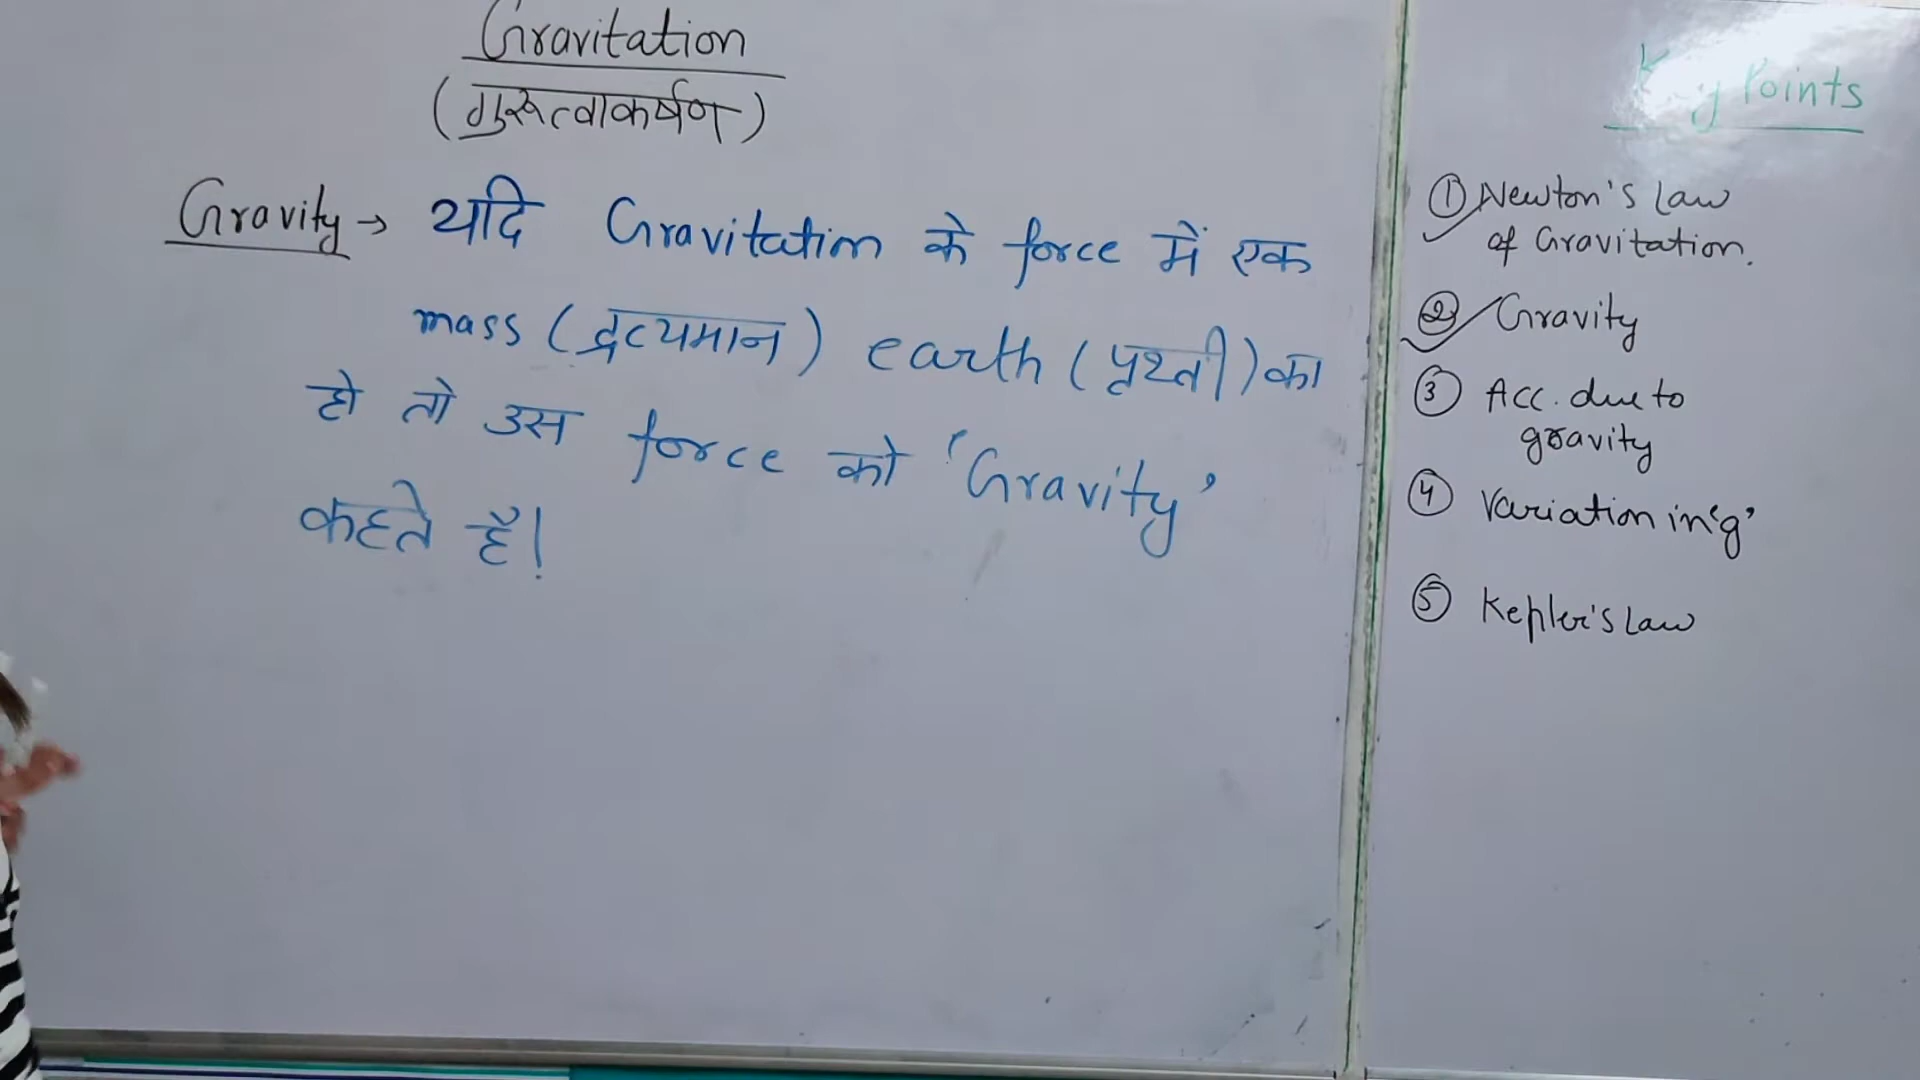 Gravitation
(गुरूत्वाकर्षण)
Gravity → यदि Gravitation के force में एक
mass (द्रव्यमान) earth (पृथ्वी) का
हो तो उस force को 'Gravity'
कहते है।
Key Points
① Newton's Law
of Gravitation.
② Gravity
③ Acc. due to
gravity
④ Variation in 'g'
⑤ Kepler's Law